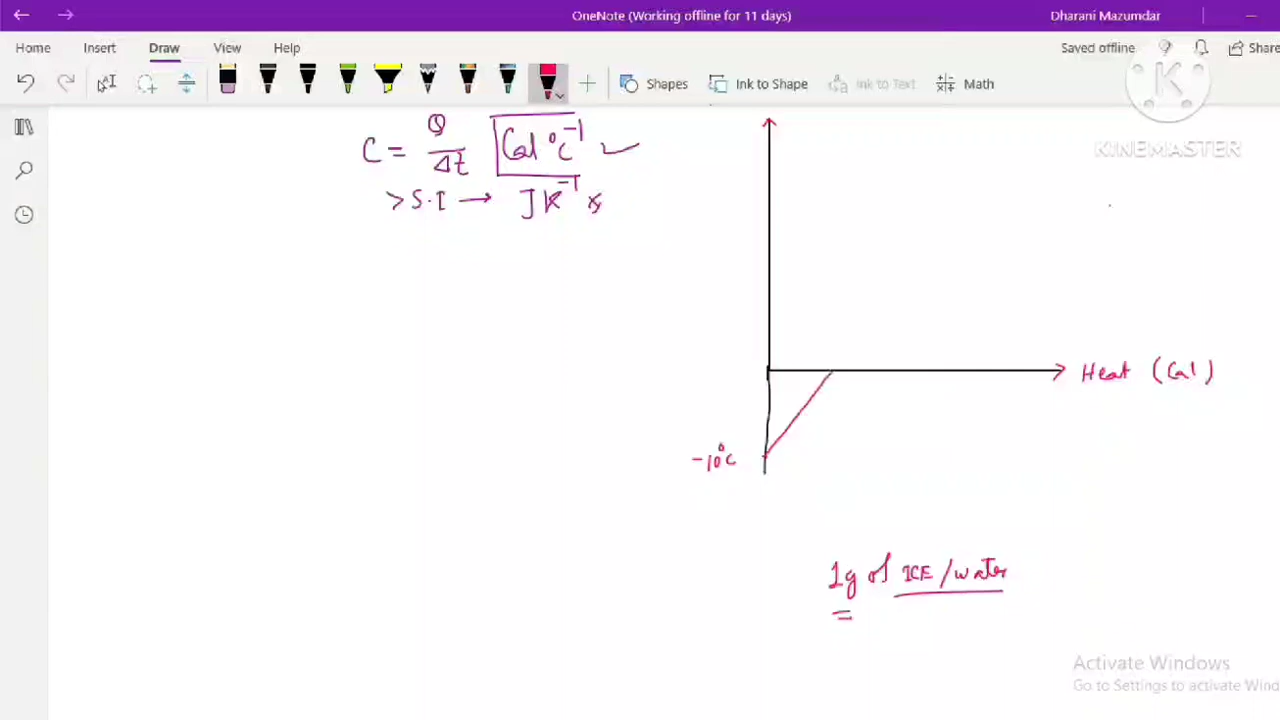 OneNote (Working offline for 11 days)
Dharani Mazumdar
Home Insert Draw View Help
Saved offline
Share
Shapes
Ink to Shape
Ink to Text
Math
K
KINEMASTER
C = Q/Δt Cal °C⁻¹
> S.I → J K⁻¹
Heat (Cal)
-10°C
1g of ICE/water
Activate Windows
Go to Settings to activate Wind